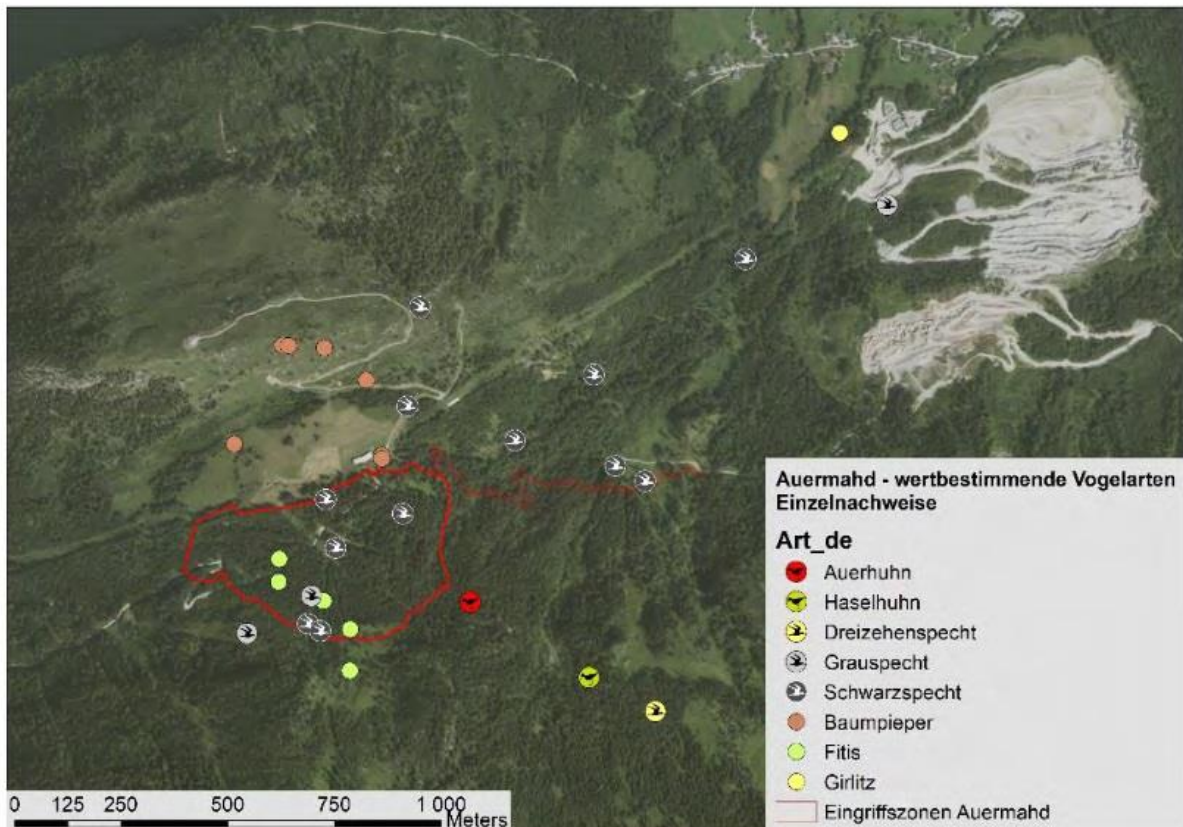 Auermahd - wertbestimmende Vogelarten
Einzelnachweise
Art_de
Auerhuhn
Haselhuhn
Dreizehenspecht
Grauspecht
Schwarzspecht
Baumpieper
Fitis
Girlitz
Eingriffszonen Auermahd
0 125 250 500 750 1 000
Meters